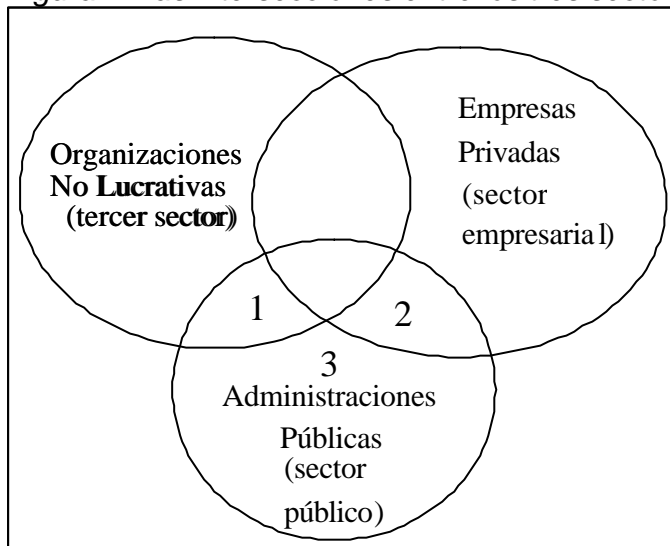 Organizaciones
No Lucrativas
(tercer sector)
Empresas
Privadas
(sector
empresarial)
1
2
3
Administraciones
Públicas
(sector
público)